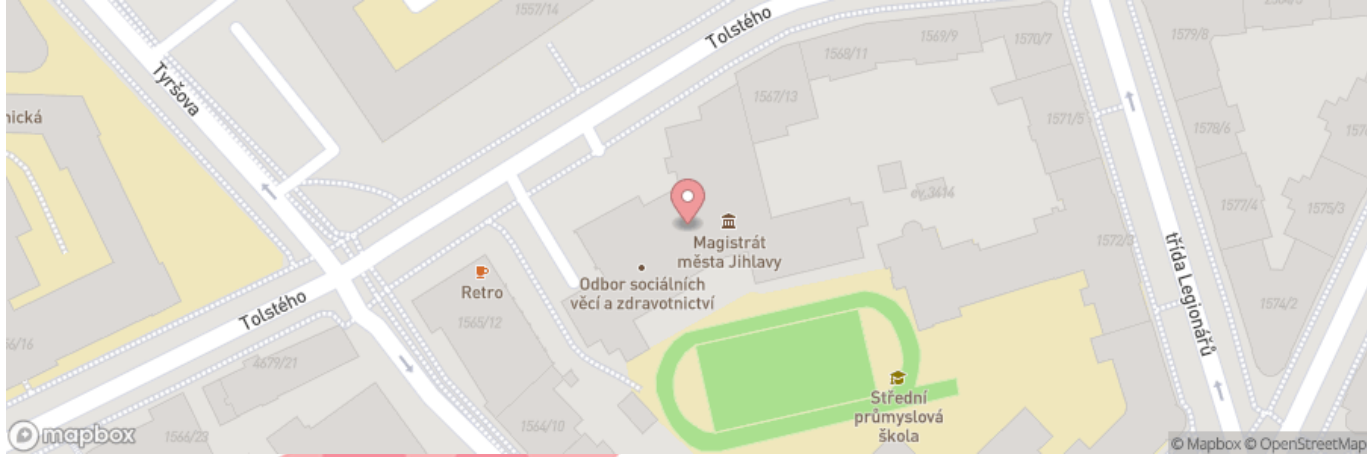 1557/14
Tolstého
1569/9
1570/7
1579/8
1568/11
Tyršova
1567/13
nická
1571/5
1578/6
ev.3414
1577/4
1575/3
Magistrát
města Jihlavy
1572/3
třída Legionářů
Retro
Odbor sociálních
věcí a zdravotnictví
Tolstého
1565/12
1574/2
4679/21
Střední
průmyslová
škola
1566/23
1564/10
mapbox
© Mapbox © OpenStreetMap